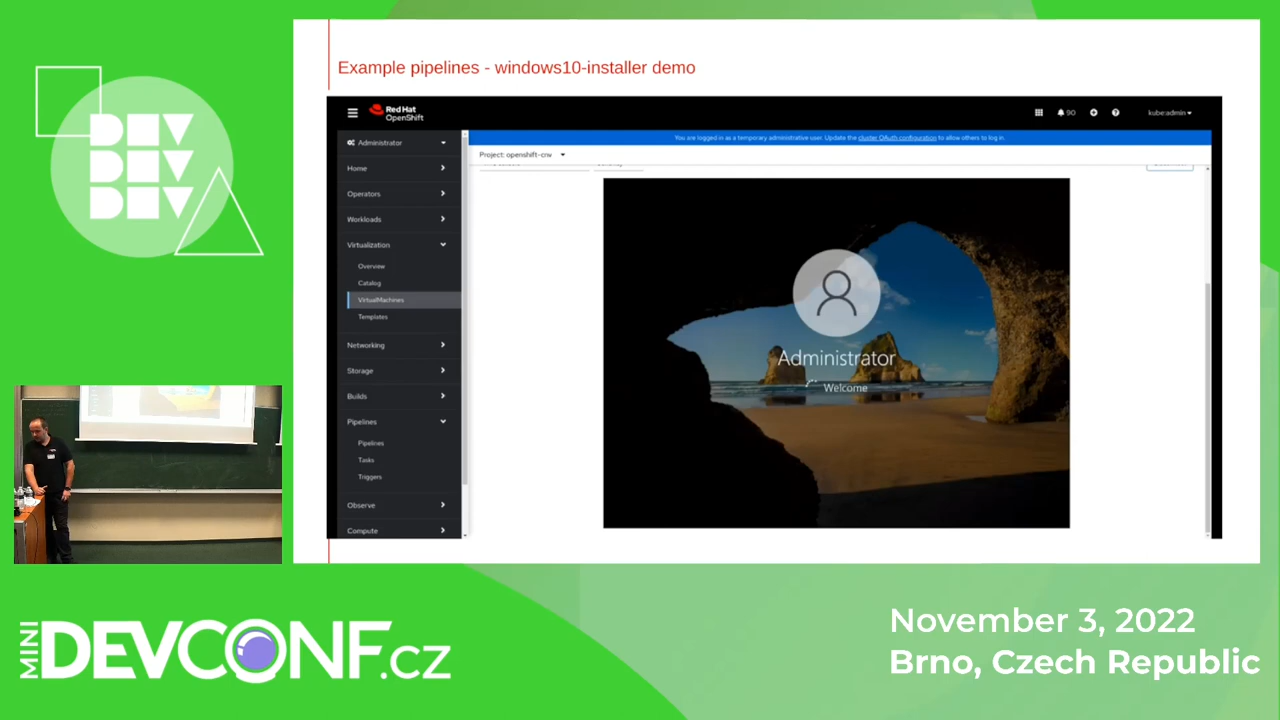 DEV
DEV
DEV
Example pipelines - windows10-installer demo
Red Hat
OpenShift
90
kube:admin
Administrator
You are logged in as a temporary administrative user. Update the cluster OAuth configuration to allow others to log in.
Project: openshift-cnv
Home
Operators
Workloads
Virtualization
Overview
Catalog
VirtualMachines
Templates
Networking
Storage
Builds
Pipelines
Pipelines
Tasks
Triggers
Observe
Compute
Administrator
Welcome
MINI
DEVCONF.cz
November 3, 2022
Brno, Czech Republic